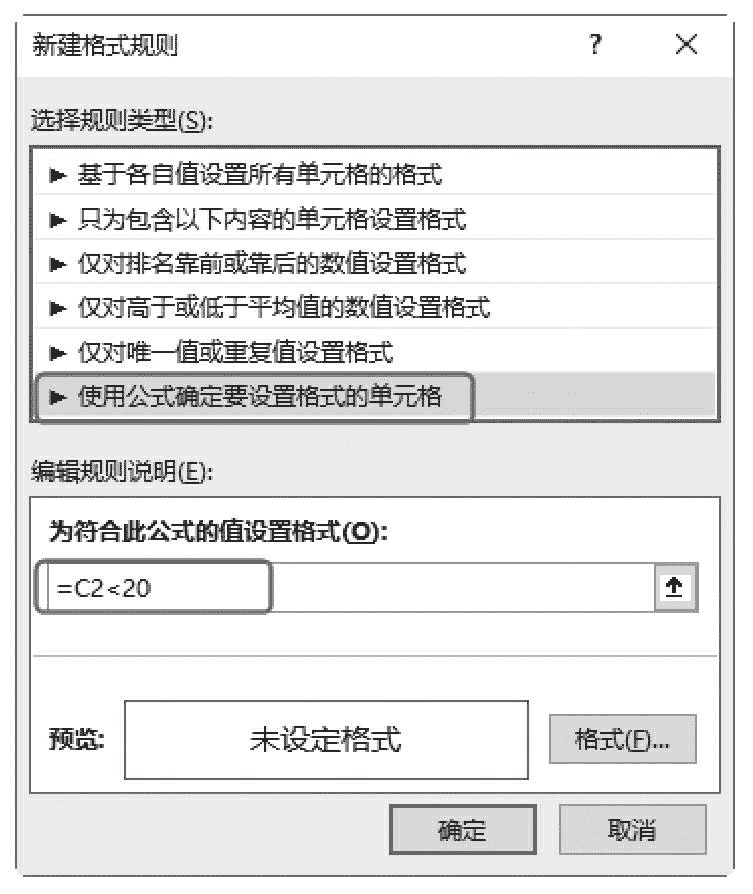 新建格式规则 ? ×
选择规则类型(S):
► 基于各自值设置所有单元格的格式
► 只为包含以下内容的单元格设置格式
► 仅对排名靠前或靠后的数值设置格式
► 仅对高于或低于平均值的数值设置格式
► 仅对唯一值或重复值设置格式
► 使用公式确定要设置格式的单元格
编辑规则说明(E):
为符合此公式的值设置格式(O):
=C2<20
预览: 未设定格式 格式(F)...
确定 取消